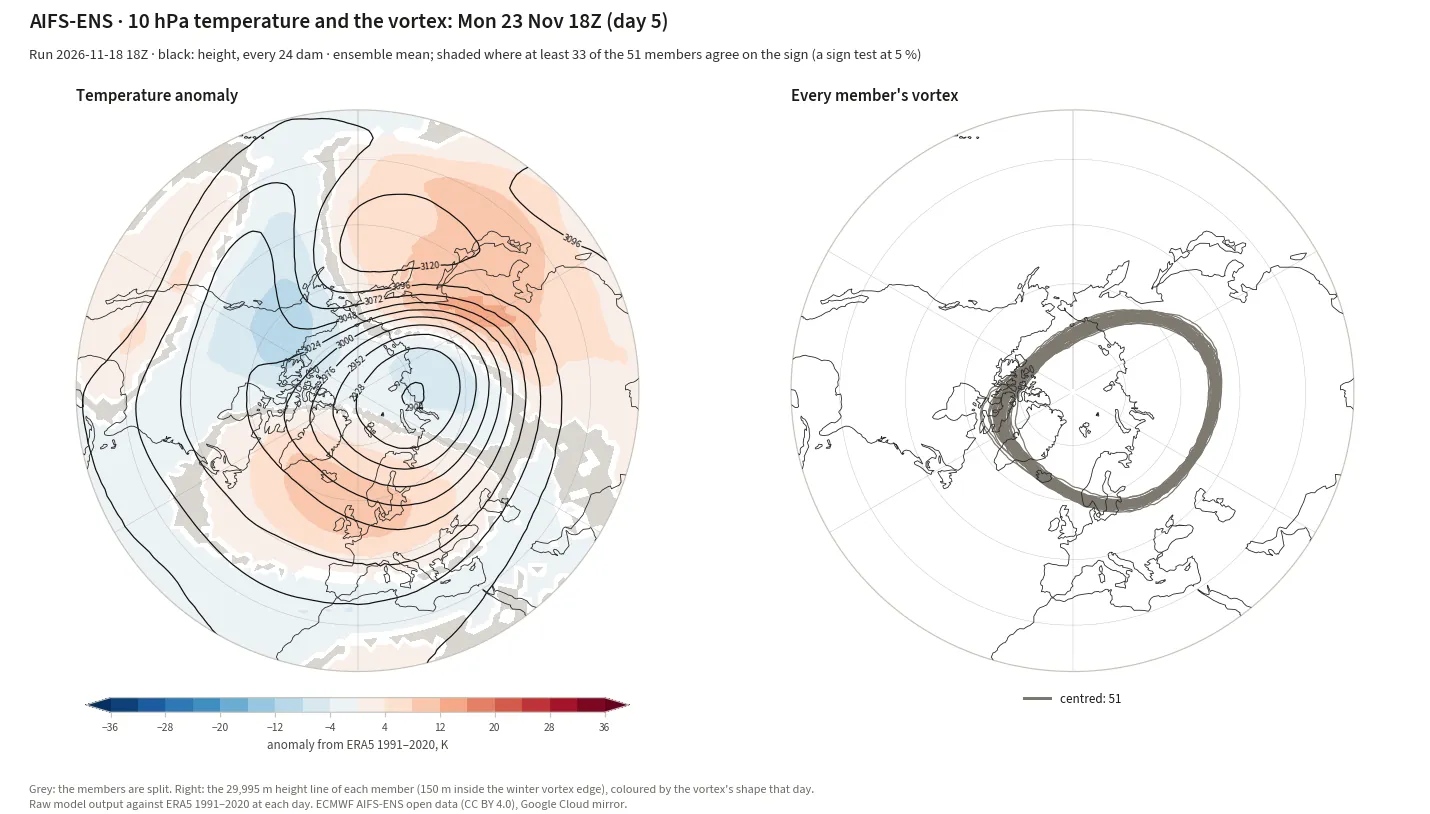 AIFS-ENS · 10 hPa temperature and the vortex: Mon 23 Nov 18Z (day 5)
Run 2026-11-18 18Z · black: height, every 24 dam · ensemble mean; shaded where at least 33 of the 51 members agree on the sign (a sign test at 5 %)
Temperature anomaly
Every member's vortex
3096
3120
3096
3072
3048
3024
3000
2976
2952
2928
−36
−28
−20
−12
−4
4
12
20
28
36
anomaly from ERA5 1991–2020, K
centred: 51
Grey: the members are split. Right: the 29,995 m height line of each member (150 m inside the winter vortex edge), coloured by the vortex's shape that day.
Raw model output against ERA5 1991–2020 at each day. ECMWF AIFS-ENS open data (CC BY 4.0), Google Cloud mirror.